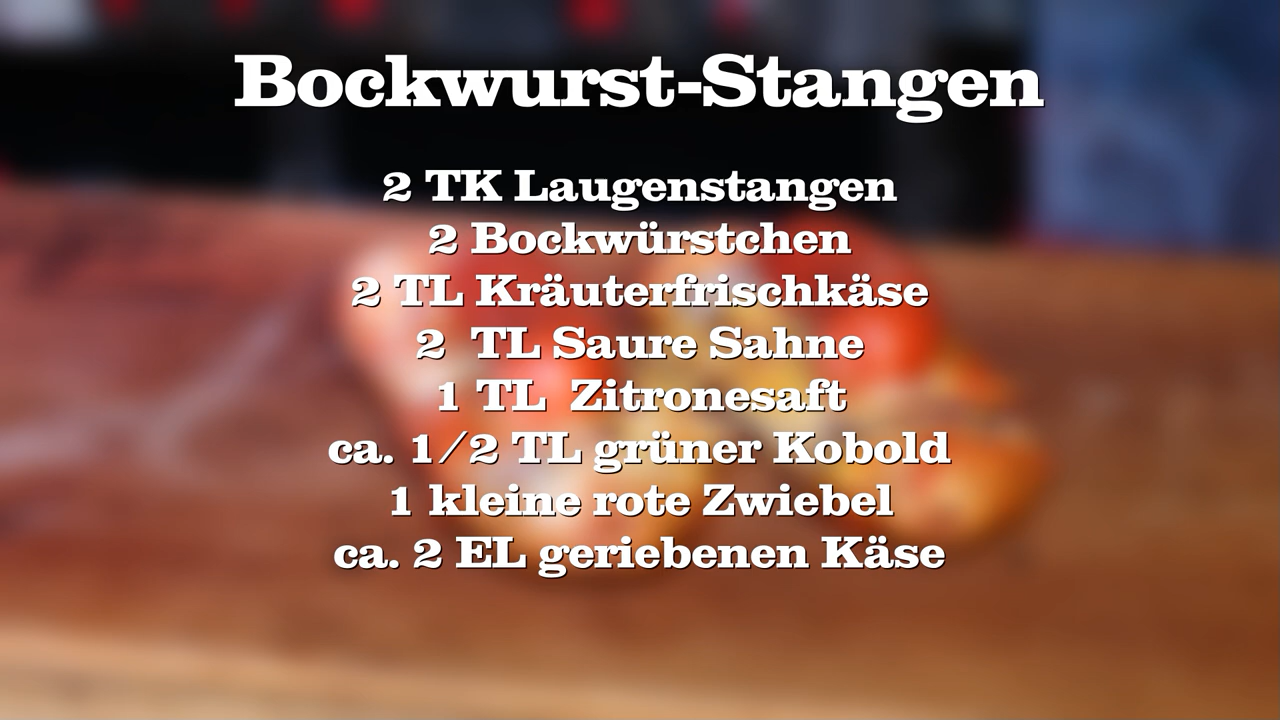 Bockwurst-Stangen
2 TK Laugenstangen
2 Bockwürstchen
2 TL Kräuterfrischkäse
2 TL Saure Sahne
1 TL Zitronesaft
ca. 1/2 TL grüner Kobold
1 kleine rote Zwiebel
ca. 2 EL geriebenen Käse